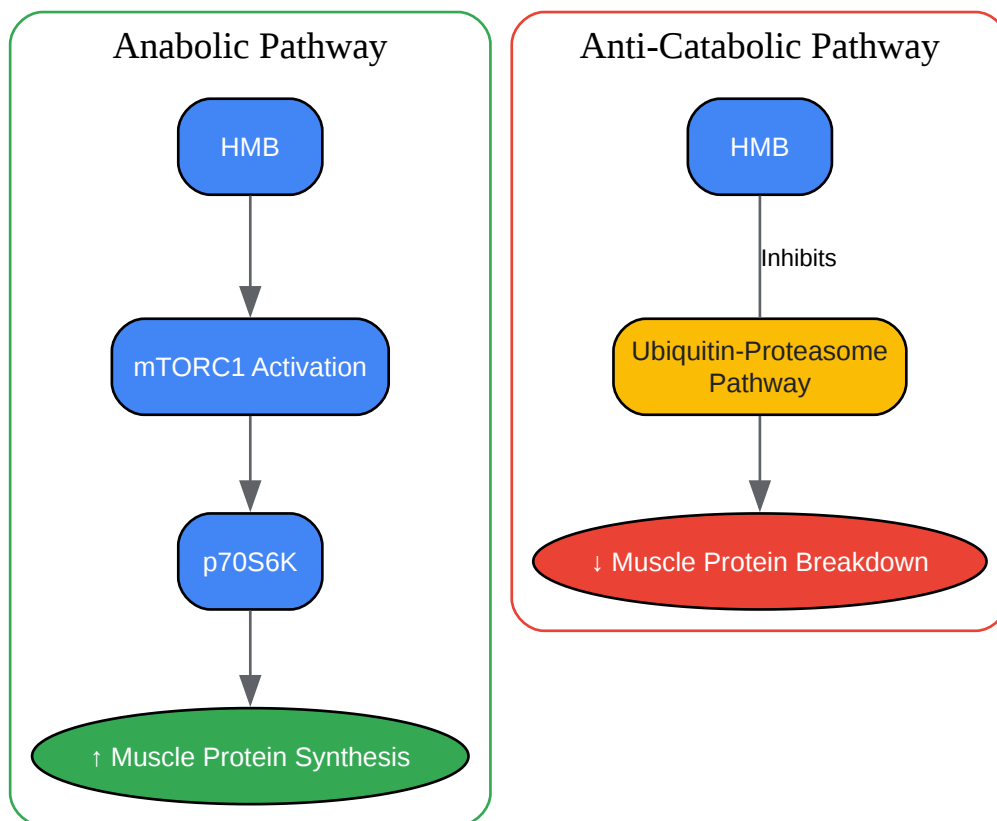 Anabolic Pathway
HMB
mTORC1 Activation
p70S6K
↑ Muscle Protein Synthesis
Anti-Catabolic Pathway
HMB
Inhibits
Ubiquitin-Proteasome
Pathway
↓ Muscle Protein Breakdown